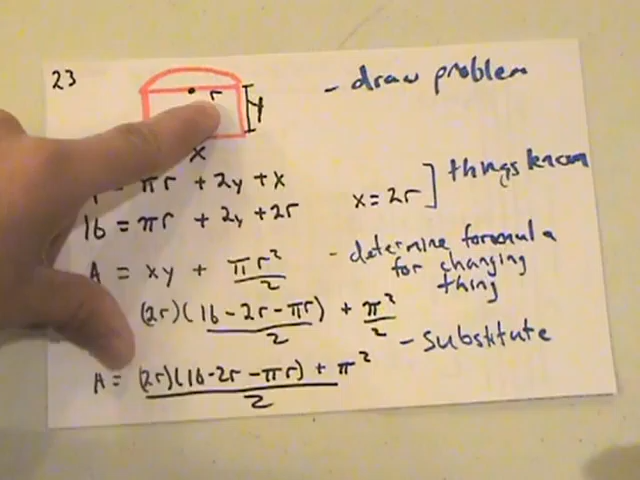 23
- draw problem
r
y
x
= πr + 2y + x
things known
x = 2r
16 = πr + 2y + 2r
A = xy + πr²/2
- determine formula
for changing
thing
(2r)(16 - 2r - πr)/2 + π²/2
- substitute
A = (2r)(16 - 2r - πr) + π²/2